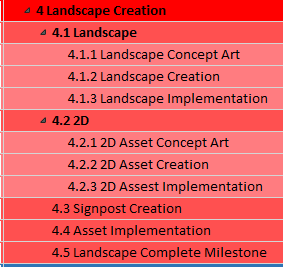 4 Landscape Creation
4.1 Landscape
4.1.1 Landscape Concept Art
4.1.2 Landscape Creation
4.1.3 Landscape Implementation
4.2 2D
4.2.1 2D Asset Concept Art
4.2.2 2D Asset Creation
4.2.3 2D Assest Implementation
4.3 Signpost Creation
4.4 Asset Implementation
4.5 Landscape Complete Milestone